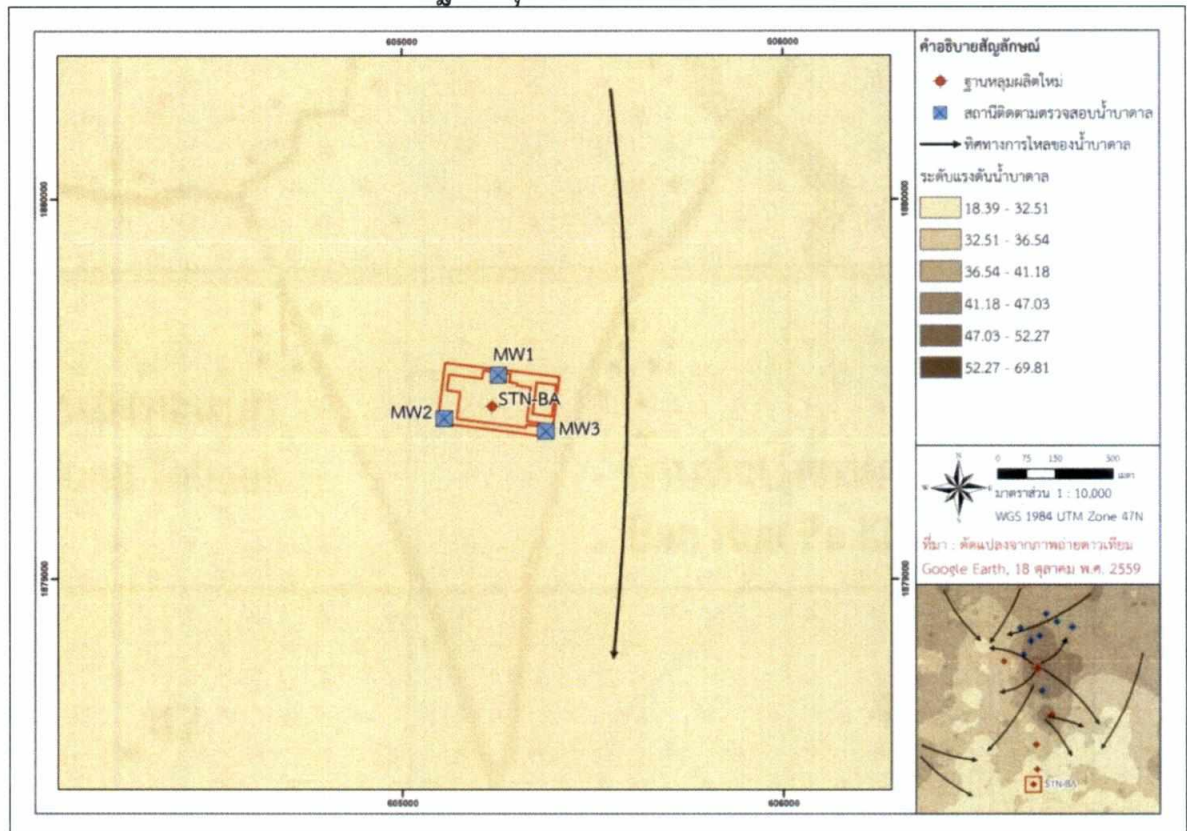 605000
606000
1880000
1880000
MW1
STN-BA
MW2
MW3
1879000
1879000
605000
606000
คำอธิบายสัญลักษณ์
ฐานหลุมผลิตใหม่
สถานีติดตามตรวจสอบน้ำบาดาล
ทิศทางการไหลของน้ำบาดาล
ระดับแรงดันน้ำบาดาล
18.39 - 32.51
32.51 - 36.54
36.54 - 41.18
41.18 - 47.03
47.03 - 52.27
52.27 - 69.81
N
0 75 150 300
เมตร
มาตราส่วน 1 : 10,000
WGS 1984 UTM Zone 47N
ที่มา : ดัดแปลงจากภาพถ่ายดาวเทียม
Google Earth, 18 ตุลาคม พ.ศ. 2559
STN-BA